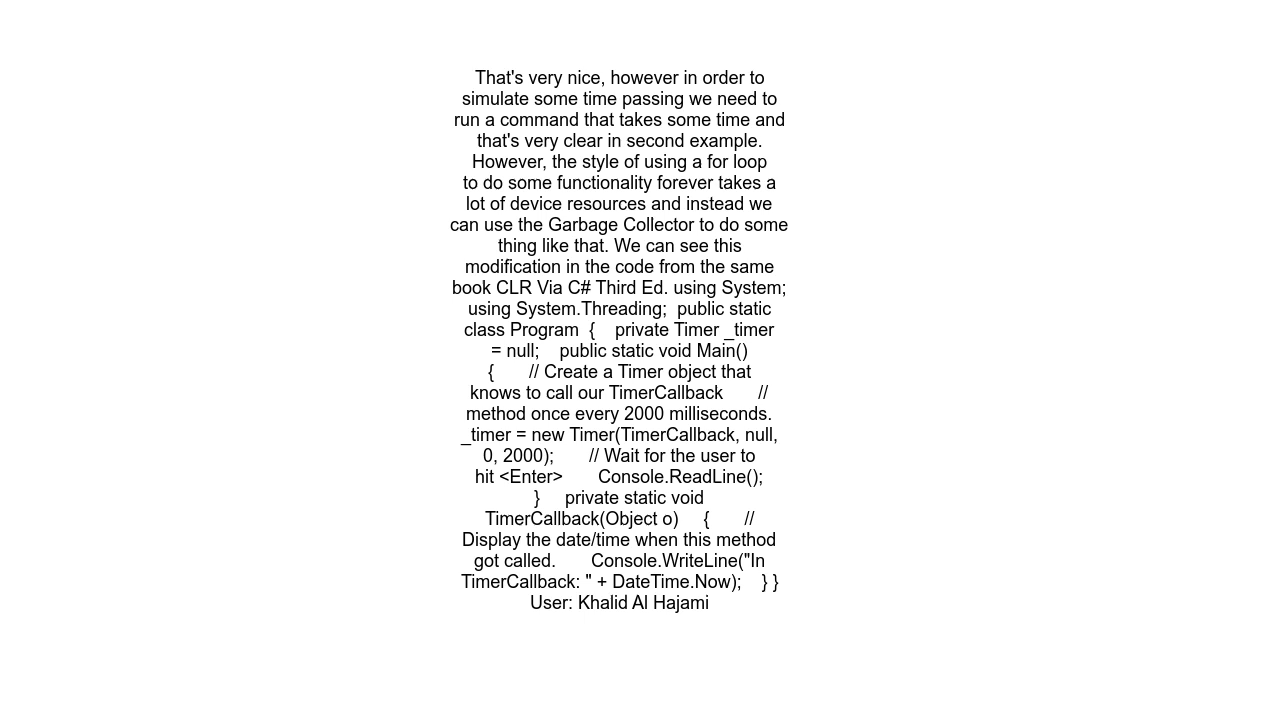 That's very nice, however in order to
simulate some time passing we need to
run a command that takes some time and
that's very clear in second example.
However, the style of using a for loop
to do some functionality forever takes a
lot of device resources and instead we
can use the Garbage Collector to do some
thing like that. We can see this
modification in the code from the same
book CLR Via C# Third Ed. using System;
using System.Threading;  public static
class Program  {    private Timer _timer
= null;    public static void Main()
{       // Create a Timer object that
knows to call our TimerCallback       //
method once every 2000 milliseconds.
_timer = new Timer(TimerCallback, null,
0, 2000);       // Wait for the user to
hit <Enter>       Console.ReadLine();
}     private static void
TimerCallback(Object o)     {       //
Display the date/time when this method
got called.       Console.WriteLine("In
TimerCallback: " + DateTime.Now);    } }
User: Khalid Al Hajami